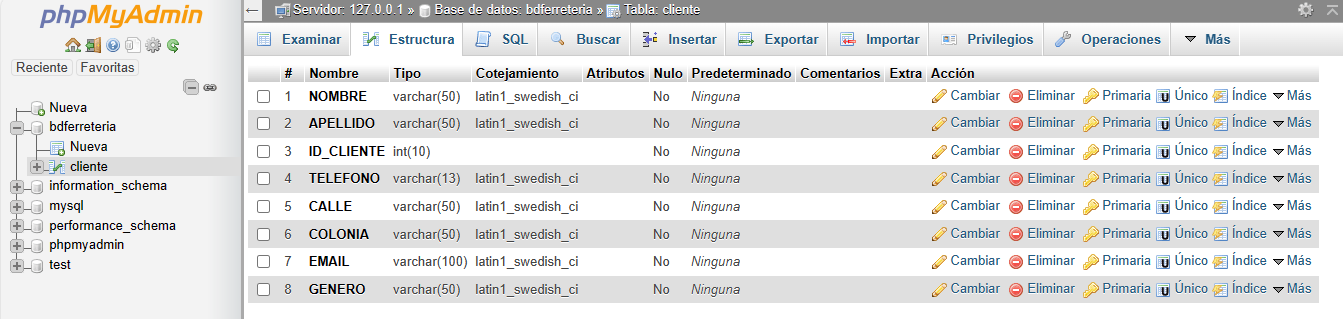 phpMyAdmin
Reciente Favoritas
Nueva
bdferreteria
Nueva
cliente
information_schema
mysql
performance_schema
phpmyadmin
test
Servidor: 127.0.0.1 » Base de datos: bdferreteria » Tabla: cliente
Examinar Estructura SQL Buscar Insertar Exportar Importar Privilegios Operaciones Más
# Nombre Tipo Cotejamiento Atributos Nulo Predeterminado Comentarios Extra Acción
1 NOMBRE varchar(50) latin1_swedish_ci No Ninguna Cambiar Eliminar Primaria Único Índice Más
2 APELLIDO varchar(50) latin1_swedish_ci No Ninguna Cambiar Eliminar Primaria Único Índice Más
3 ID_CLIENTE int(10) No Ninguna Cambiar Eliminar Primaria Único Índice Más
4 TELEFONO varchar(13) latin1_swedish_ci No Ninguna Cambiar Eliminar Primaria Único Índice Más
5 CALLE varchar(50) latin1_swedish_ci No Ninguna Cambiar Eliminar Primaria Único Índice Más
6 COLONIA varchar(50) latin1_swedish_ci No Ninguna Cambiar Eliminar Primaria Único Índice Más
7 EMAIL varchar(100) latin1_swedish_ci No Ninguna Cambiar Eliminar Primaria Único Índice Más
8 GENERO varchar(50) latin1_swedish_ci No Ninguna Cambiar Eliminar Primaria Único Índice Más